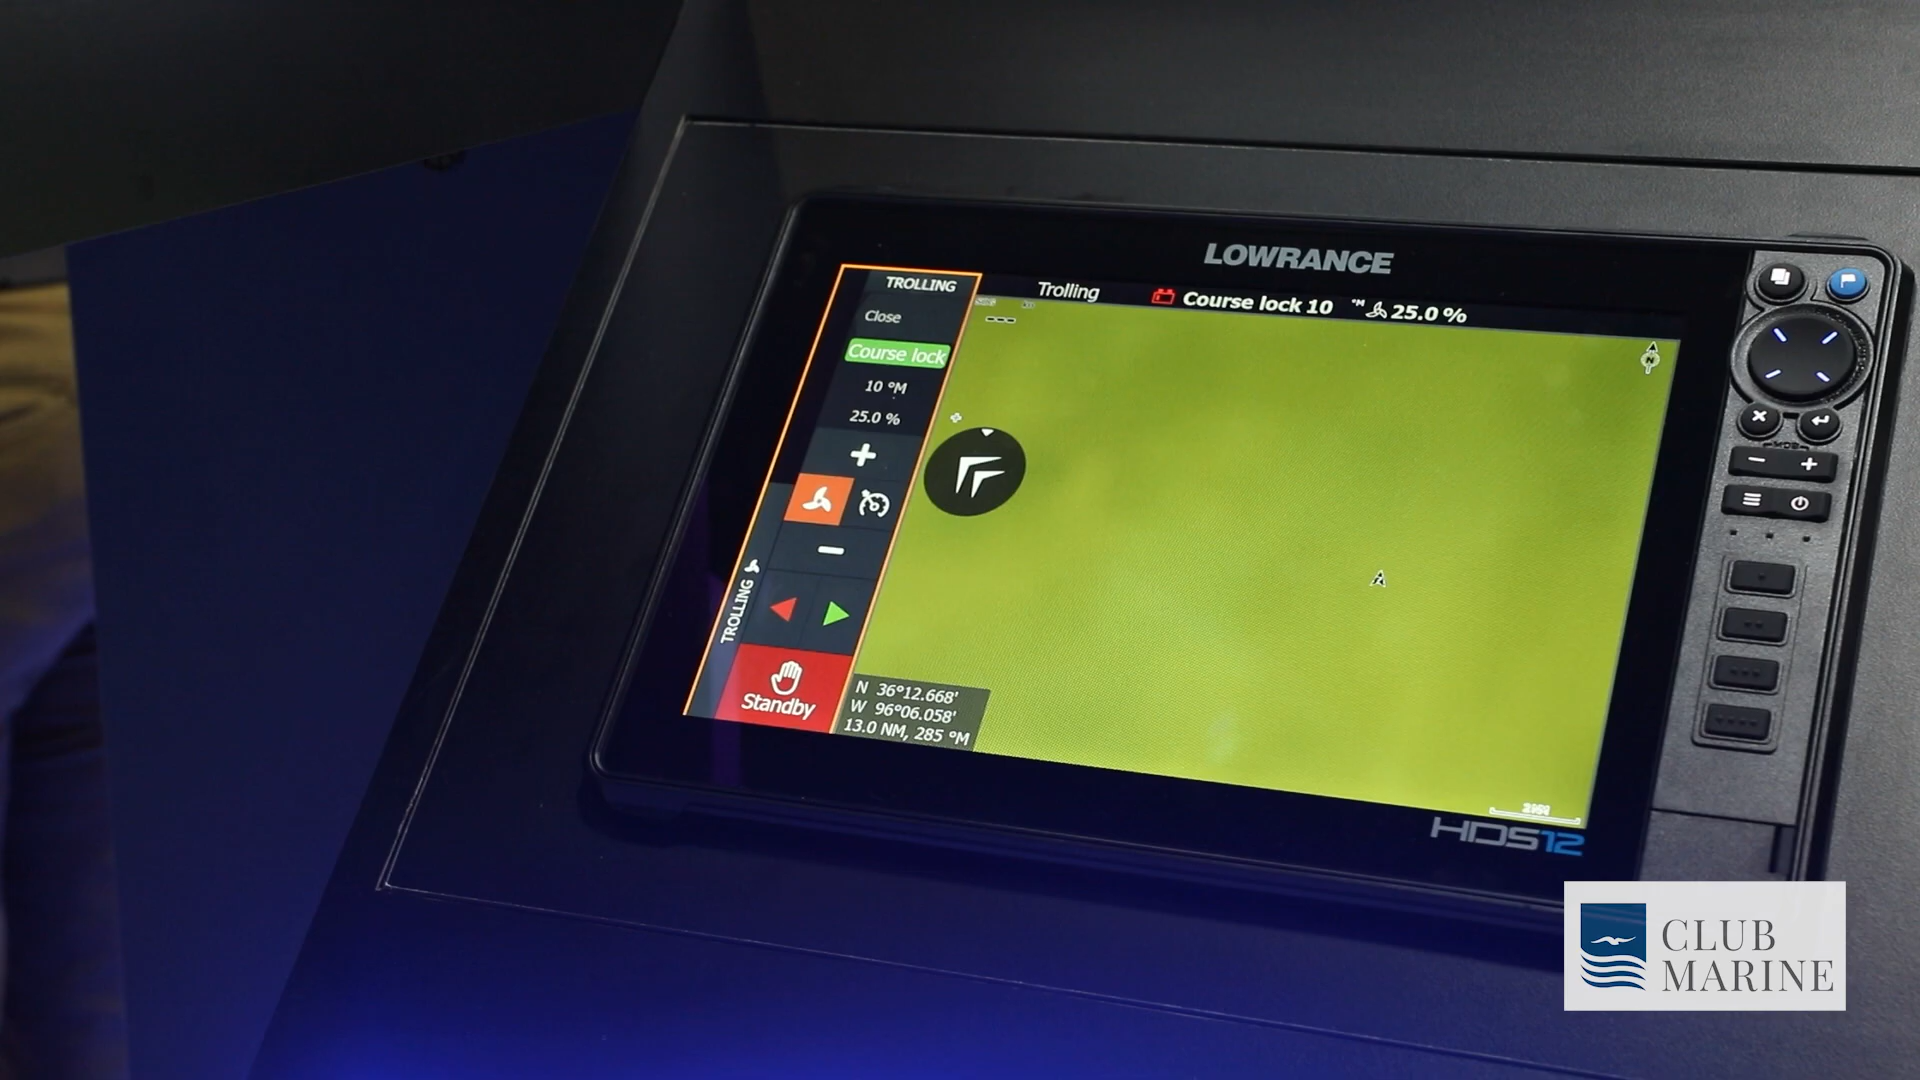 LOWRANCE
TROLLING
Close
Course lock
10 °M
25.0 %
TROLLING
Standby
Trolling
Course lock 10 °M 25.0 %
N
N 36°12.668'
W 96°06.058'
13.0 NM, 285 °M
MOB
HDS12
CLUB
MARINE